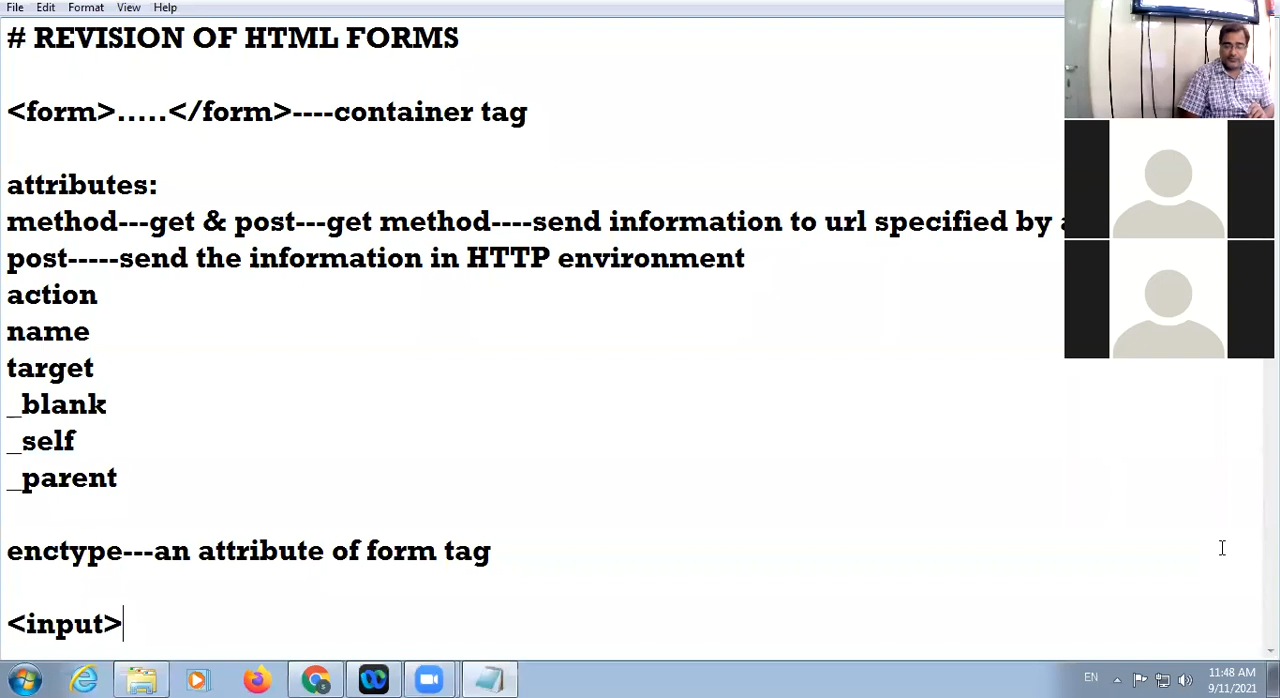 File Edit Format View Help
# REVISION OF HTML FORMS
<form>.....</form>----container tag
attributes:
method---get & post---get method----send information to url specified by
post-----send the information in HTTP environment
action
name
target
_blank
_self
_parent
enctype---an attribute of form tag
<input>
EN
11:48 AM
9/11/2021